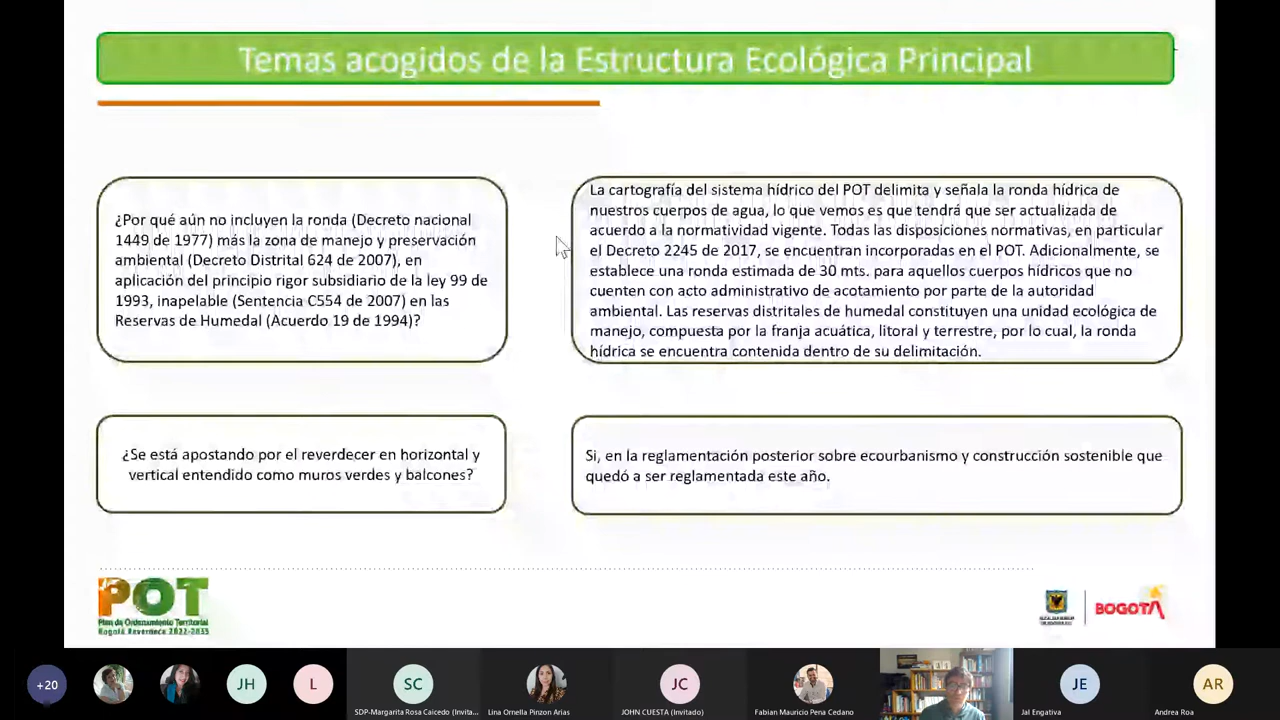 Temas acogidos de la Estructura Ecológica Principal
¿Por qué aún no incluyen la ronda (Decreto nacional
1449 de 1977) más la zona de manejo y preservación
ambiental (Decreto Distrital 624 de 2007), en
aplicación del principio rigor subsidiario de la ley 99 de
1993, inapelable (Sentencia C554 de 2007) en las
Reservas de Humedal (Acuerdo 19 de 1994)?
La cartografía del sistema hídrico del POT delimita y señala la ronda hídrica de
nuestros cuerpos de agua, lo que vemos es que tendrá que ser actualizada de
acuerdo a la normatividad vigente. Todas las disposiciones normativas, en particular
el Decreto 2245 de 2017, se encuentran incorporadas en el POT. Adicionalmente, se
establece una ronda estimada de 30 mts. para aquellos cuerpos hídricos que no
cuenten con acto administrativo de acotamiento por parte de la autoridad
ambiental. Las reservas distritales de humedal constituyen una unidad ecológica de
manejo, compuesta por la franja acuática, litoral y terrestre, por lo cual, la ronda
hídrica se encuentra contenida dentro de su delimitación.
¿Se está apostando por el reverdecer en horizontal y
vertical entendido como muros verdes y balcones?
Si, en la reglamentación posterior sobre ecourbanismo y construcción sostenible que
quedó a ser reglamentada este año.
POT
Plan de Ordenamiento Territorial
Bogotá Reverdece 2022-2035
BOGOTÁ
+20
JH
L
SC
JC
JE
AR
SDP-Margarita Rosa Caicedo (Invita...
Lina Ornella Pinzon Arias
JOHN CUESTA (Invitado)
Fabian Mauricio Pena Cedano
Jal Engativa
Andrea Roa